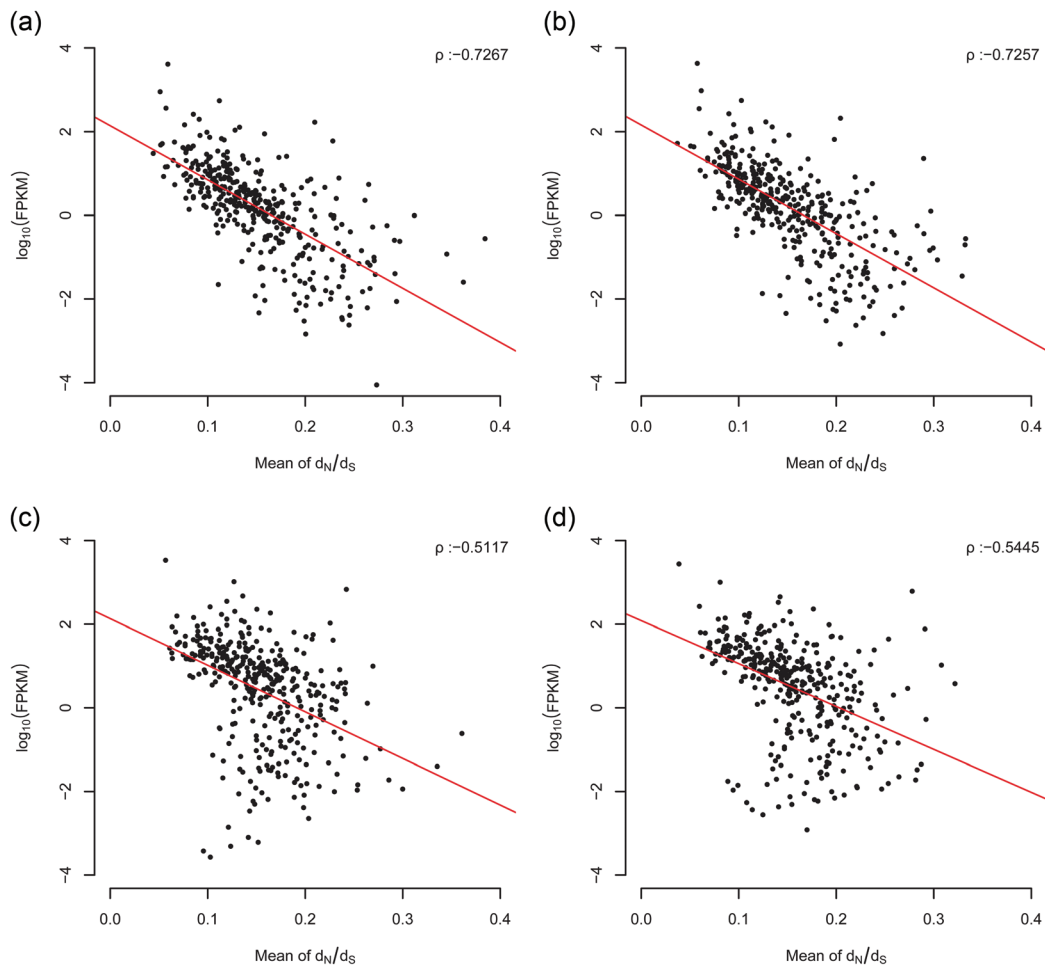 (a)
ρ :−0.7267
4
2
0
−2
−4
log10(FPKM)
0.0 0.1 0.2 0.3 0.4
Mean of dN/dS
(b)
ρ :−0.7257
4
2
0
−2
−4
log10(FPKM)
0.0 0.1 0.2 0.3 0.4
Mean of dN/dS
(c)
ρ :−0.5117
4
2
0
−2
−4
log10(FPKM)
0.0 0.1 0.2 0.3 0.4
Mean of dN/dS
(d)
ρ :−0.5445
4
2
0
−2
−4
log10(FPKM)
0.0 0.1 0.2 0.3 0.4
Mean of dN/dS